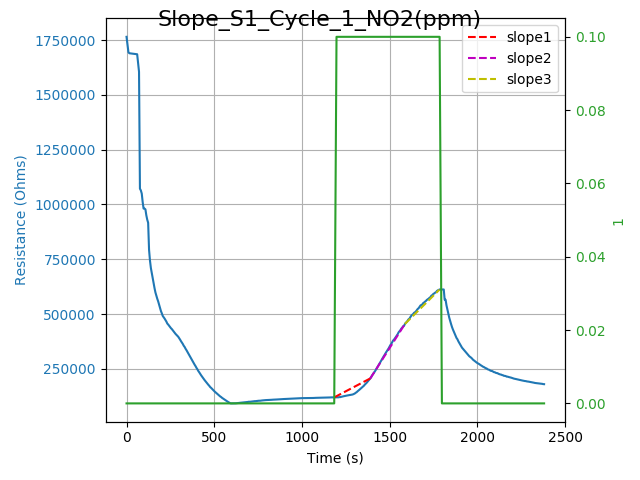 Slope_S1_Cycle_1_NO2(ppm)
slope1
slope2
slope3
1750000
1500000
1250000
1000000
750000
500000
250000
Resistance (Ohms)
0.10
0.08
0.06
0.04
0.02
0.00
1
0 500 1000 1500 2000 2500
Time (s)